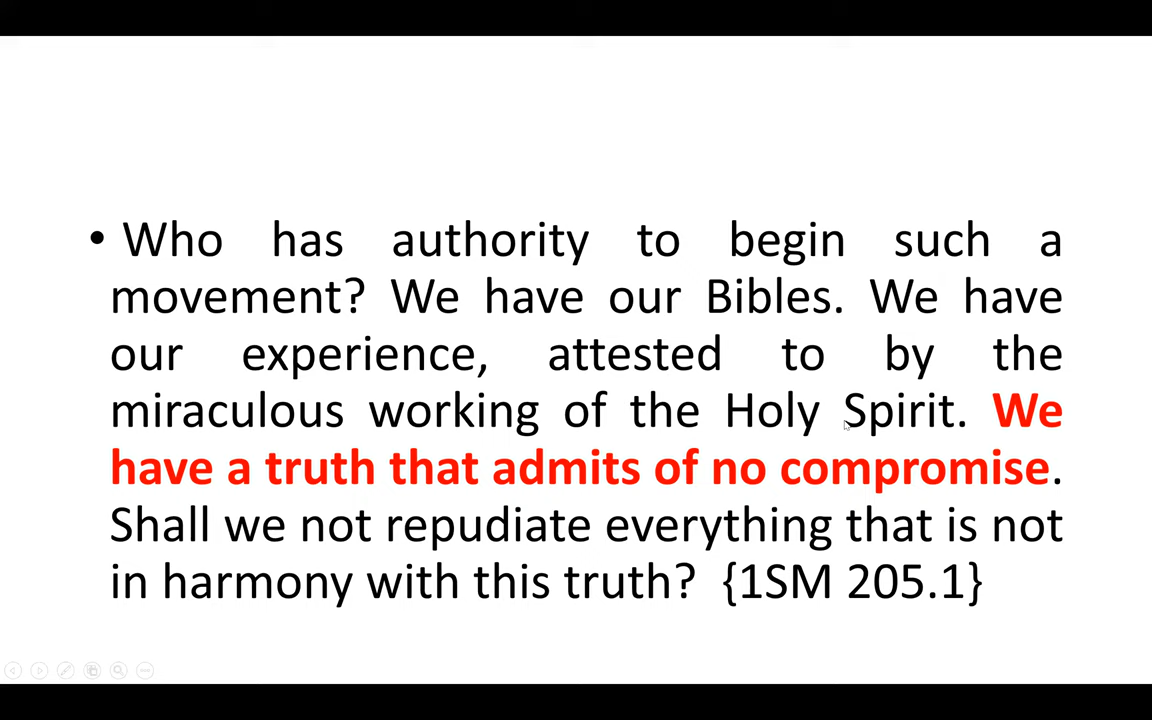 • Who has authority to begin such a
movement? We have our Bibles. We have
our experience, attested to by the
miraculous working of the Holy Spirit. We
have a truth that admits of no compromise.
Shall we not repudiate everything that is not
in harmony with this truth? {1SM 205.1}